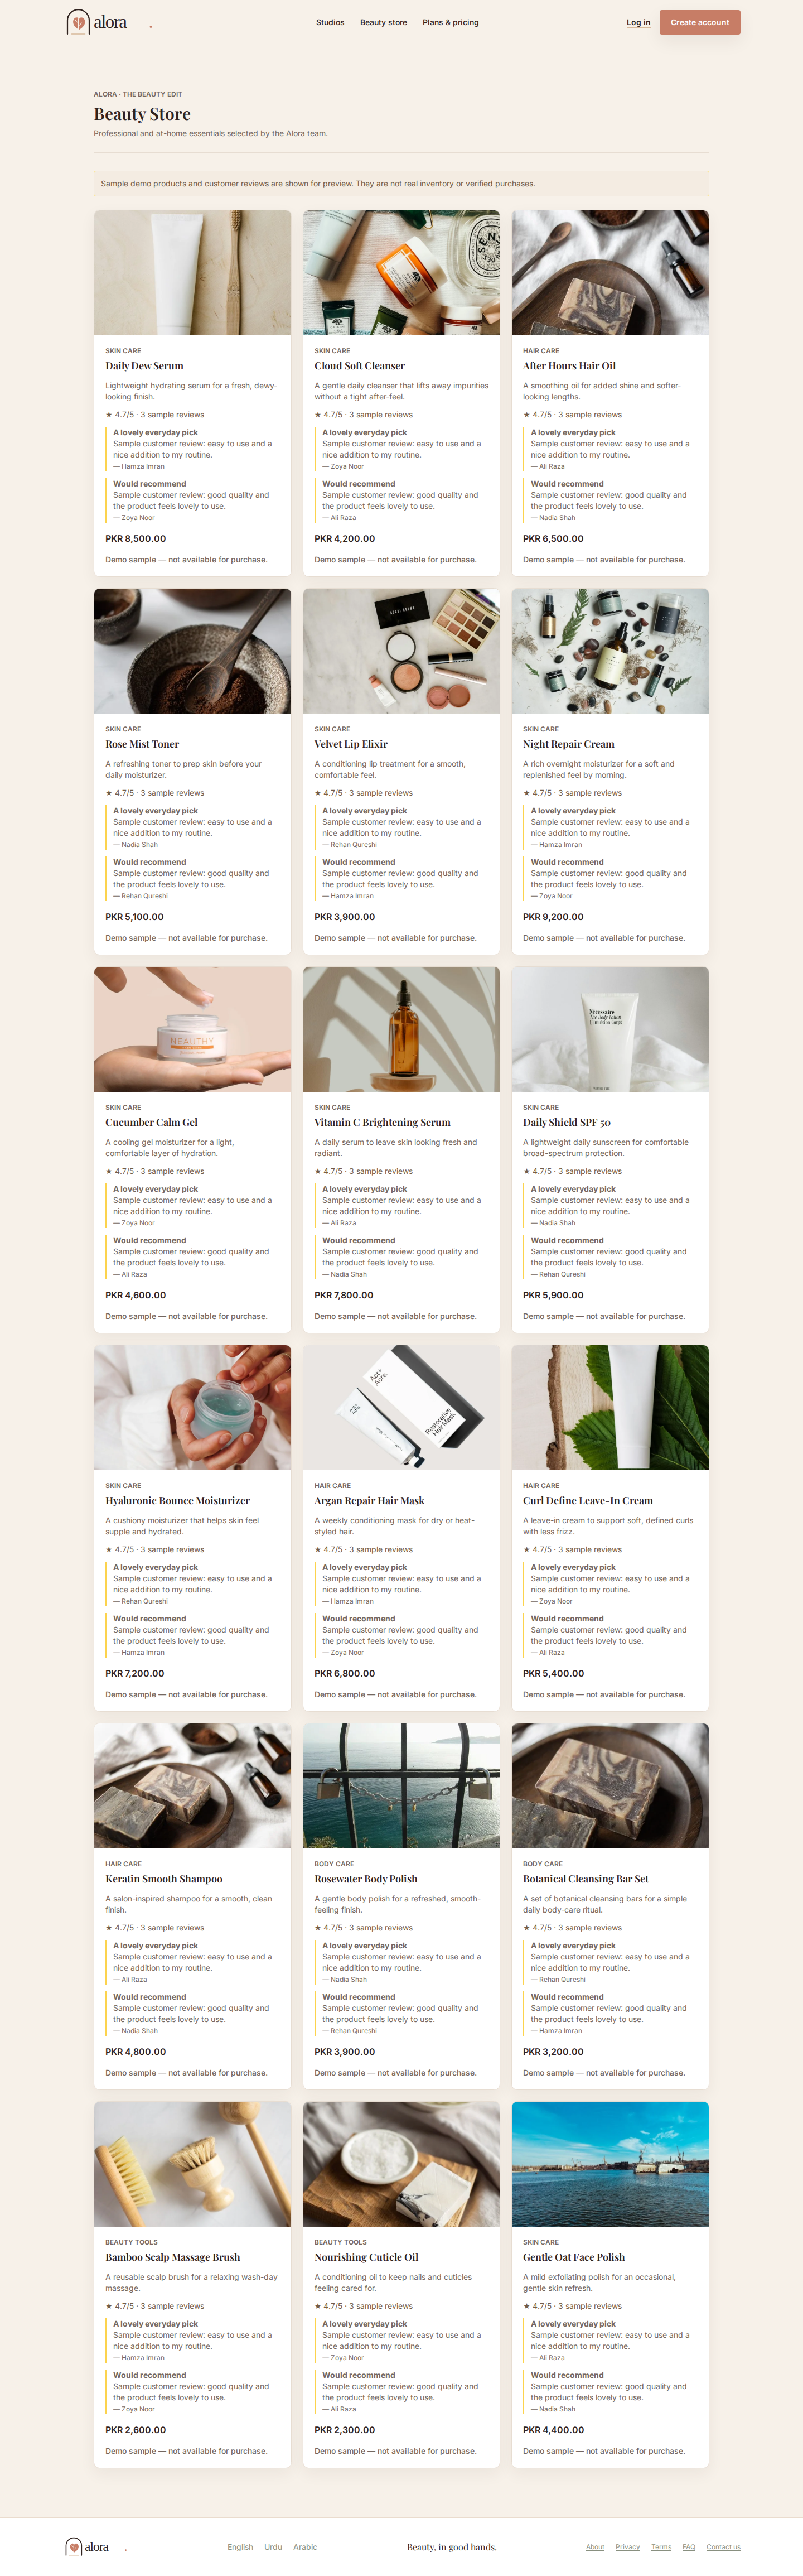 alora
Studios
Beauty store
Plans & pricing
Log in
Create account
ALORA · THE BEAUTY EDIT
Beauty Store
Professional and at-home essentials selected by the Alora team.
Sample demo products and customer reviews are shown for preview. They are not real inventory or verified purchases.
SKIN CARE
Daily Dew Serum
Lightweight hydrating serum for a fresh, dewy-
looking finish.
★ 4.7/5 · 3 sample reviews
A lovely everyday pick
Sample customer review: easy to use and a
nice addition to my routine.
— Hamza Imran
Would recommend
Sample customer review: good quality and
the product feels lovely to use.
— Zoya Noor
PKR 8,500.00
Demo sample — not available for purchase.
SKIN CARE
Cloud Soft Cleanser
A gentle daily cleanser that lifts away impurities
without a tight after-feel.
★ 4.7/5 · 3 sample reviews
A lovely everyday pick
Sample customer review: easy to use and a
nice addition to my routine.
— Zoya Noor
Would recommend
Sample customer review: good quality and
the product feels lovely to use.
— Ali Raza
PKR 4,200.00
Demo sample — not available for purchase.
HAIR CARE
After Hours Hair Oil
A smoothing oil for added shine and softer-
looking lengths.
★ 4.7/5 · 3 sample reviews
A lovely everyday pick
Sample customer review: easy to use and a
nice addition to my routine.
— Ali Raza
Would recommend
Sample customer review: good quality and
the product feels lovely to use.
— Nadia Shah
PKR 6,500.00
Demo sample — not available for purchase.
SKIN CARE
Rose Mist Toner
A refreshing toner to prep skin before your
daily moisturizer.
★ 4.7/5 · 3 sample reviews
A lovely everyday pick
Sample customer review: easy to use and a
nice addition to my routine.
— Nadia Shah
Would recommend
Sample customer review: good quality and
the product feels lovely to use.
— Rehan Qureshi
PKR 5,100.00
Demo sample — not available for purchase.
BOBBI BROWN
SKIN CARE
Velvet Lip Elixir
A conditioning lip treatment for a smooth,
comfortable feel.
★ 4.7/5 · 3 sample reviews
A lovely everyday pick
Sample customer review: easy to use and a
nice addition to my routine.
— Rehan Qureshi
Would recommend
Sample customer review: good quality and
the product feels lovely to use.
— Hamza Imran
PKR 3,900.00
Demo sample — not available for purchase.
SKIN CARE
Night Repair Cream
A rich overnight moisturizer for a soft and
replenished feel by morning.
★ 4.7/5 · 3 sample reviews
A lovely everyday pick
Sample customer review: easy to use and a
nice addition to my routine.
— Hamza Imran
Would recommend
Sample customer review: good quality and
the product feels lovely to use.
— Zoya Noor
PKR 9,200.00
Demo sample — not available for purchase.
NEAUTHY
SKIN CARE
Cucumber Calm Gel
A cooling gel moisturizer for a light,
comfortable layer of hydration.
★ 4.7/5 · 3 sample reviews
A lovely everyday pick
Sample customer review: easy to use and a
nice addition to my routine.
— Zoya Noor
Would recommend
Sample customer review: good quality and
the product feels lovely to use.
— Ali Raza
PKR 4,600.00
Demo sample — not available for purchase.
SKIN CARE
Vitamin C Brightening Serum
A daily serum to leave skin looking fresh and
radiant.
★ 4.7/5 · 3 sample reviews
A lovely everyday pick
Sample customer review: easy to use and a
nice addition to my routine.
— Ali Raza
Would recommend
Sample customer review: good quality and
the product feels lovely to use.
— Nadia Shah
PKR 7,800.00
Demo sample — not available for purchase.
Nécessaire
The Body Lotion
Emulsion Corps
SKIN CARE
Daily Shield SPF 50
A lightweight daily sunscreen for comfortable
broad-spectrum protection.
★ 4.7/5 · 3 sample reviews
A lovely everyday pick
Sample customer review: easy to use and a
nice addition to my routine.
— Nadia Shah
Would recommend
Sample customer review: good quality and
the product feels lovely to use.
— Rehan Qureshi
PKR 5,900.00
Demo sample — not available for purchase.
SKIN CARE
Hyaluronic Bounce Moisturizer
A cushiony moisturizer that helps skin feel
supple and hydrated.
★ 4.7/5 · 3 sample reviews
A lovely everyday pick
Sample customer review: easy to use and a
nice addition to my routine.
— Rehan Qureshi
Would recommend
Sample customer review: good quality and
the product feels lovely to use.
— Hamza Imran
PKR 7,200.00
Demo sample — not available for purchase.
Act+
Acre.
Restorative
Hair Mask
HAIR CARE
Argan Repair Hair Mask
A weekly conditioning mask for dry or heat-
styled hair.
★ 4.7/5 · 3 sample reviews
A lovely everyday pick
Sample customer review: easy to use and a
nice addition to my routine.
— Hamza Imran
Would recommend
Sample customer review: good quality and
the product feels lovely to use.
— Zoya Noor
PKR 6,800.00
Demo sample — not available for purchase.
HAIR CARE
Curl Define Leave-In Cream
A leave-in cream to support soft, defined curls
with less frizz.
★ 4.7/5 · 3 sample reviews
A lovely everyday pick
Sample customer review: easy to use and a
nice addition to my routine.
— Zoya Noor
Would recommend
Sample customer review: good quality and
the product feels lovely to use.
— Ali Raza
PKR 5,400.00
Demo sample — not available for purchase.
HAIR CARE
Keratin Smooth Shampoo
A salon-inspired shampoo for a smooth, clean
finish.
★ 4.7/5 · 3 sample reviews
A lovely everyday pick
Sample customer review: easy to use and a
nice addition to my routine.
— Ali Raza
Would recommend
Sample customer review: good quality and
the product feels lovely to use.
— Nadia Shah
PKR 4,800.00
Demo sample — not available for purchase.
BODY CARE
Rosewater Body Polish
A gentle body polish for a refreshed, smooth-
feeling finish.
★ 4.7/5 · 3 sample reviews
A lovely everyday pick
Sample customer review: easy to use and a
nice addition to my routine.
— Nadia Shah
Would recommend
Sample customer review: good quality and
the product feels lovely to use.
— Rehan Qureshi
PKR 3,900.00
Demo sample — not available for purchase.
BODY CARE
Botanical Cleansing Bar Set
A set of botanical cleansing bars for a simple
daily body-care ritual.
★ 4.7/5 · 3 sample reviews
A lovely everyday pick
Sample customer review: easy to use and a
nice addition to my routine.
— Rehan Qureshi
Would recommend
Sample customer review: good quality and
the product feels lovely to use.
— Hamza Imran
PKR 3,200.00
Demo sample — not available for purchase.
BEAUTY TOOLS
Bamboo Scalp Massage Brush
A reusable scalp brush for a relaxing wash-day
massage.
★ 4.7/5 · 3 sample reviews
A lovely everyday pick
Sample customer review: easy to use and a
nice addition to my routine.
— Hamza Imran
Would recommend
Sample customer review: good quality and
the product feels lovely to use.
— Zoya Noor
PKR 2,600.00
Demo sample — not available for purchase.
BEAUTY TOOLS
Nourishing Cuticle Oil
A conditioning oil to keep nails and cuticles
feeling cared for.
★ 4.7/5 · 3 sample reviews
A lovely everyday pick
Sample customer review: easy to use and a
nice addition to my routine.
— Zoya Noor
Would recommend
Sample customer review: good quality and
the product feels lovely to use.
— Ali Raza
PKR 2,300.00
Demo sample — not available for purchase.
SKIN CARE
Gentle Oat Face Polish
A mild exfoliating polish for an occasional,
gentle skin refresh.
★ 4.7/5 · 3 sample reviews
A lovely everyday pick
Sample customer review: easy to use and a
nice addition to my routine.
— Ali Raza
Would recommend
Sample customer review: good quality and
the product feels lovely to use.
— Nadia Shah
PKR 4,400.00
Demo sample — not available for purchase.
alora
English
Urdu
Arabic
Beauty, in good hands.
About
Privacy
Terms
FAQ
Contact us